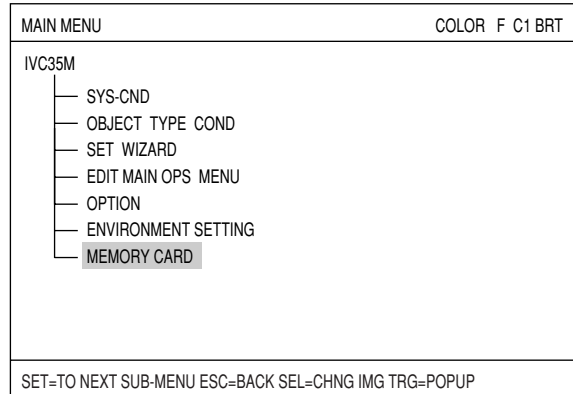 MAIN MENU COLOR F C1 BRT
IVC35M
SYS-CND
OBJECT TYPE COND
SET WIZARD
EDIT MAIN OPS MENU
OPTION
ENVIRONMENT SETTING
MEMORY CARD
SET=TO NEXT SUB-MENU ESC=BACK SEL=CHNG IMG TRG=POPUP